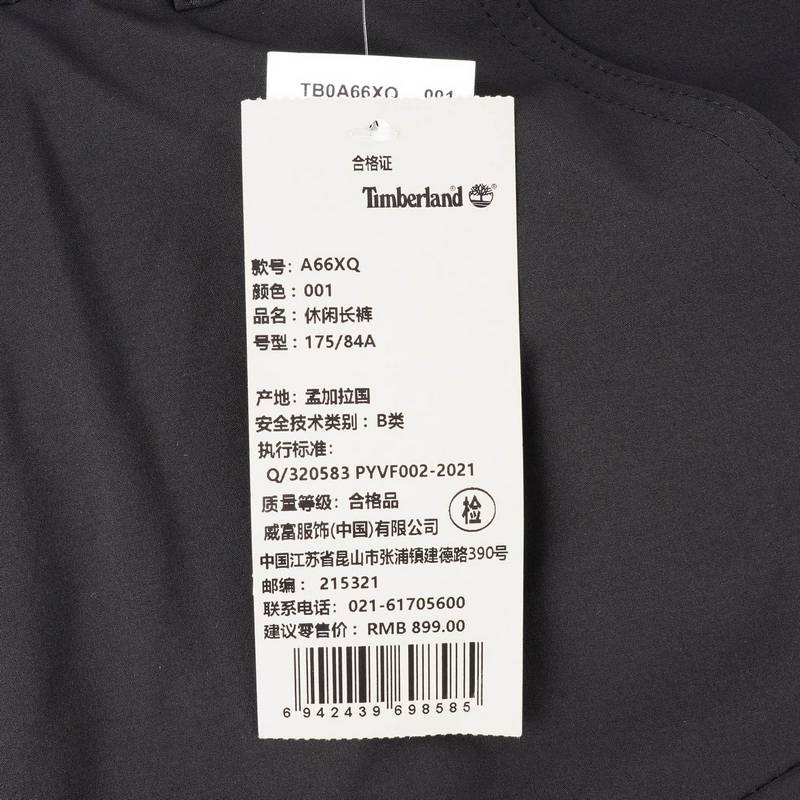 TB0A66XQ 001
合格证
Timberland
款号: A66XQ
颜色: 001
品名: 休闲长裤
号型: 175/84A
产地: 孟加拉国
安全技术类别: B类
执行标准:
Q/320583 PYVF002-2021
质量等级: 合格品
检
威富服饰(中国)有限公司
中国江苏省昆山市张浦镇建德路390号
邮编: 215321
联系电话: 021-61705600
建议零售价: RMB 899.00
6 942439 698585